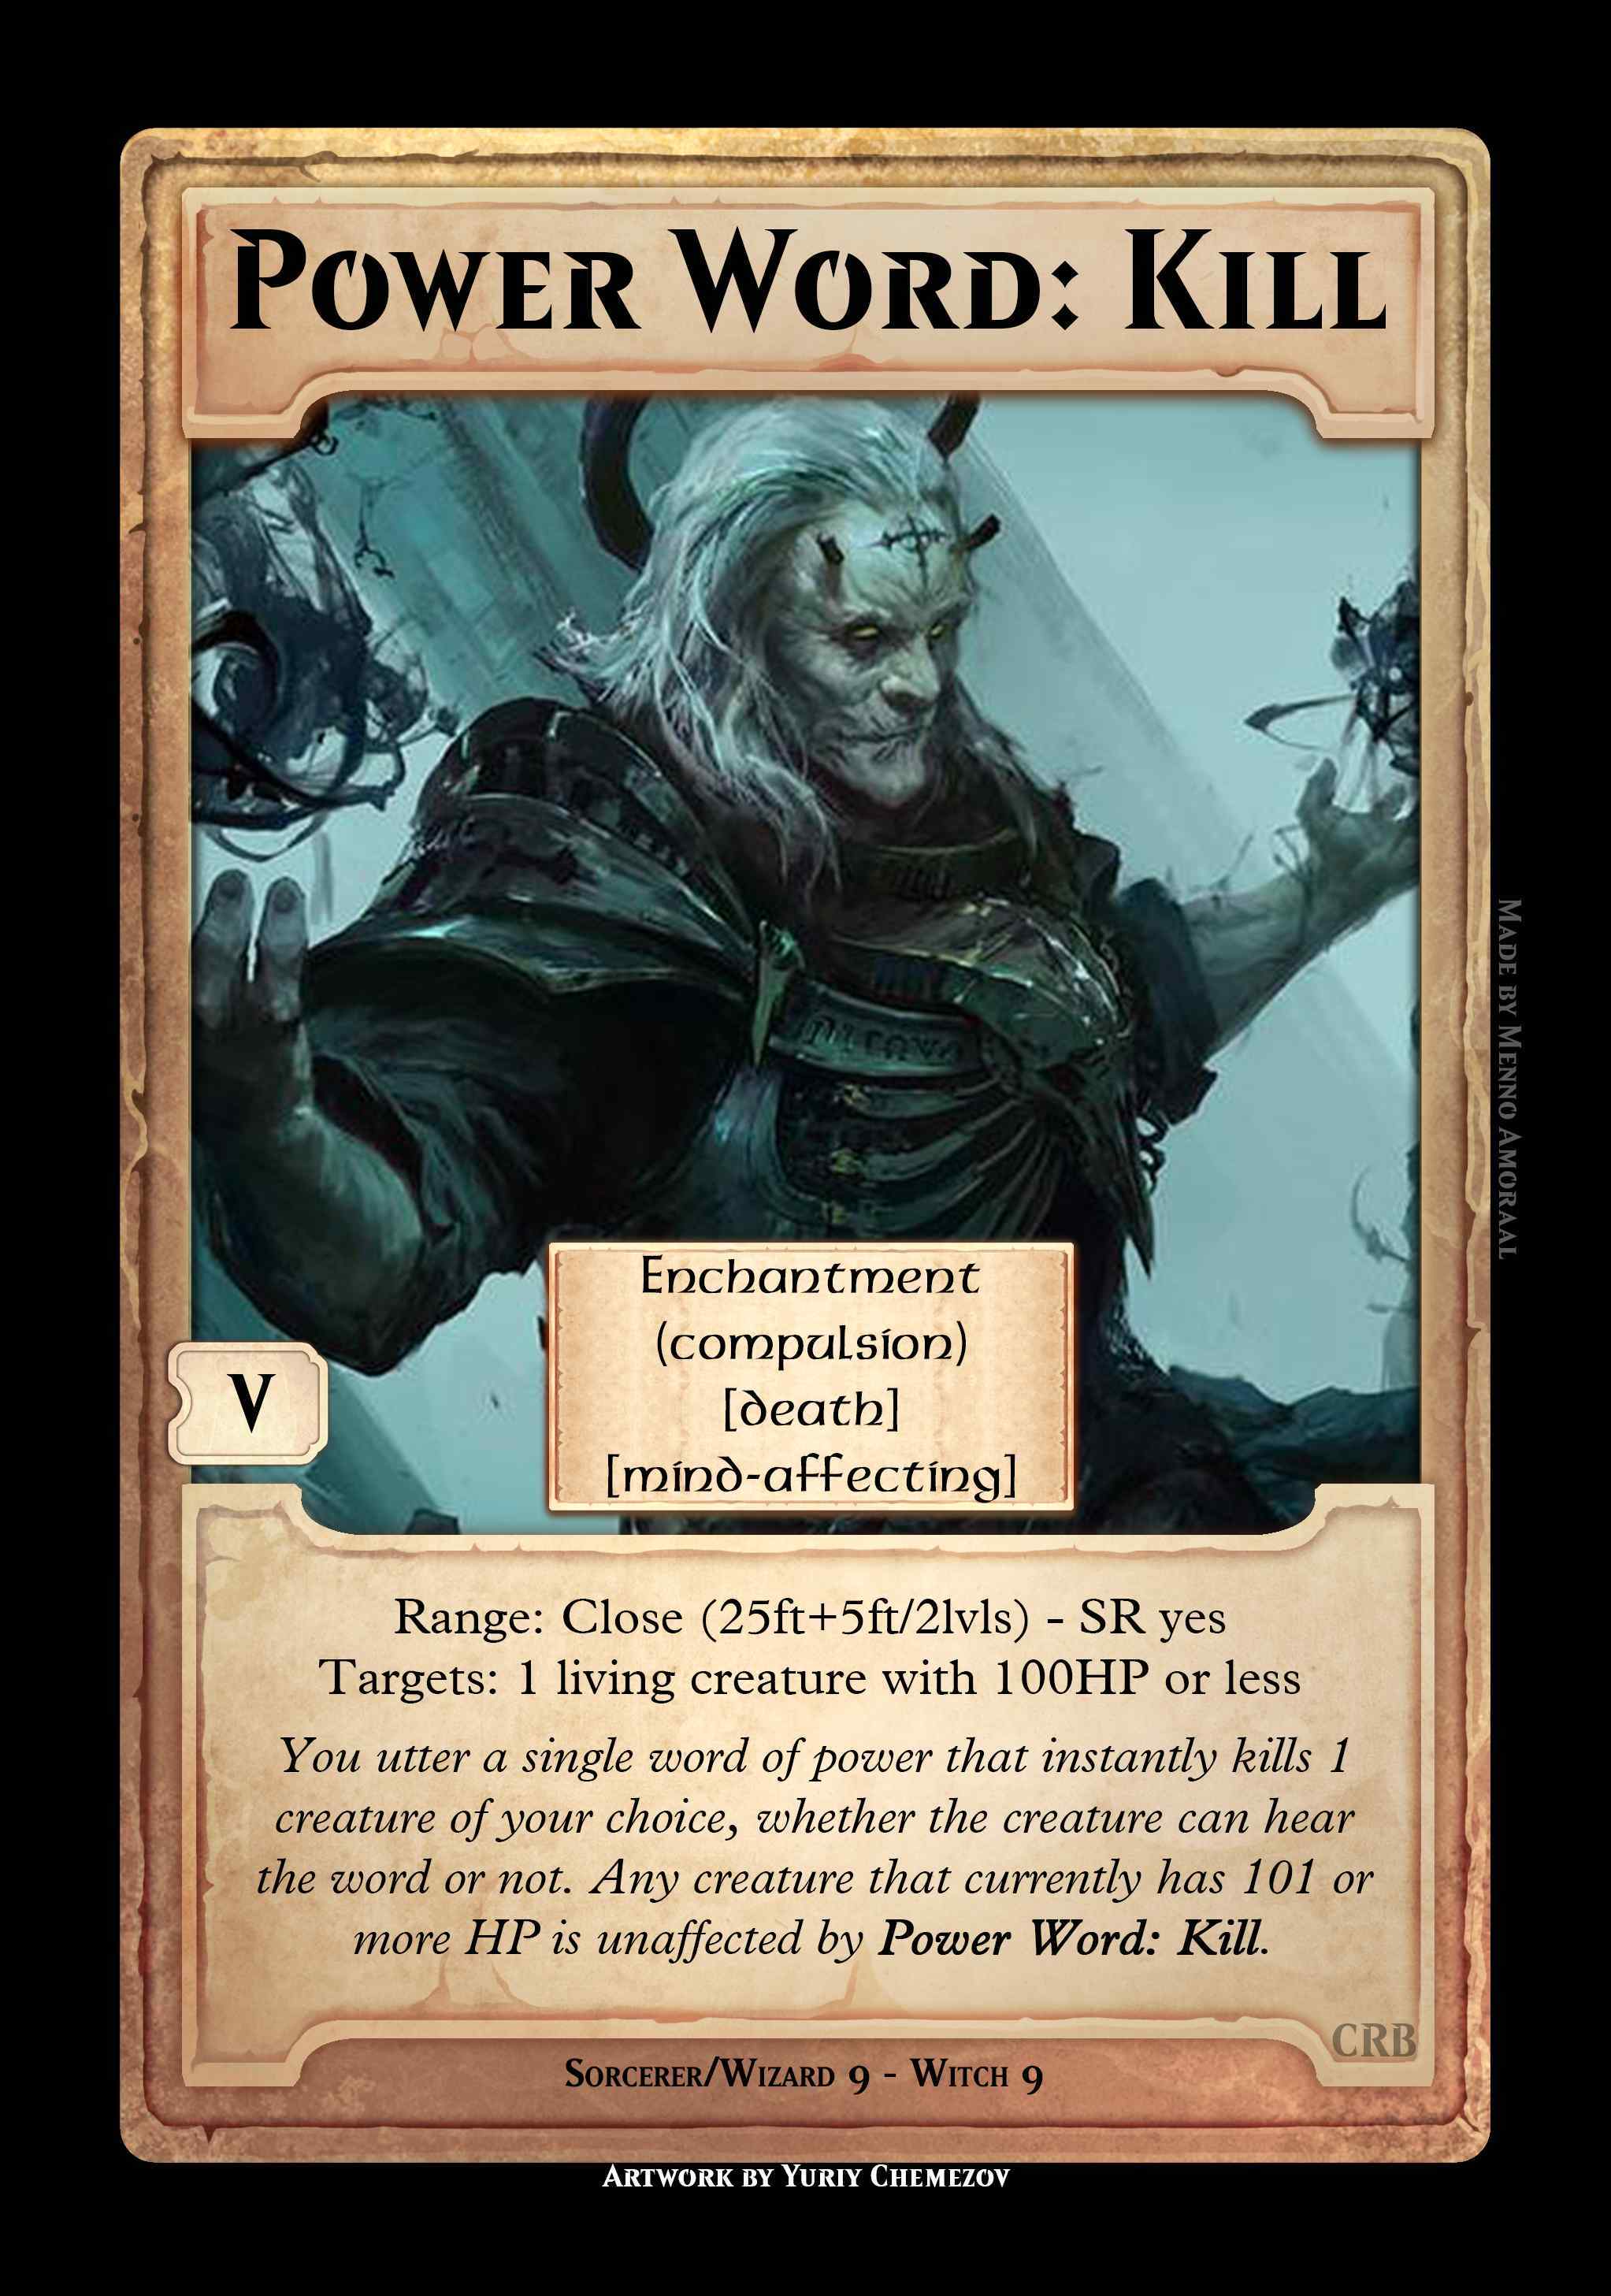 Power Word: Kill
Enchantment
(compulsion)
[death]
[mind-affecting]
V
Range: Close (25ft+5ft/2lvls) - SR yes
Targets: 1 living creature with 100HP or less
You utter a single word of power that instantly kills 1
creature of your choice, whether the creature can hear
the word or not. Any creature that currently has 101 or
more HP is unaffected by Power Word: Kill.
CRB
Sorcerer/Wizard 9 - Witch 9
Artwork by Yuriy Chemezov
Made by Menno Amoraal